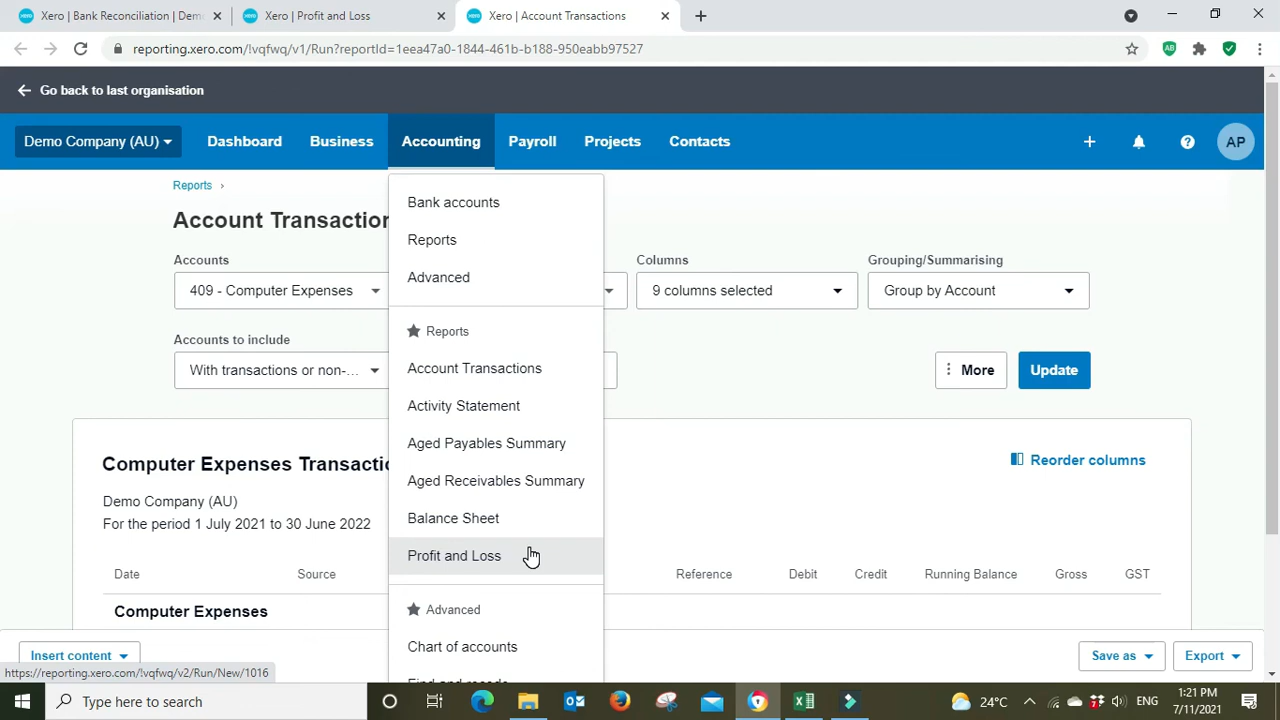 Xero | Bank Reconciliation | Dem
Xero | Profit and Loss
Xero | Account Transactions
reporting.xero.com/lvqfwq/v1/Run?reportId=1eea47a0-1844-461b-b188-950eabb97527
Go back to last organisation
Demo Company (AU)
Dashboard
Business
Accounting
Payroll
Projects
Contacts
AP
Reports
Account Transaction
Bank accounts
Reports
Advanced
Reports
Account Transactions
Activity Statement
Aged Payables Summary
Aged Receivables Summary
Balance Sheet
Profit and Loss
Advanced
Chart of accounts
Accounts
Columns
Grouping/Summarising
409 - Computer Expenses
9 columns selected
Group by Account
Accounts to include
With transactions or non-...
More
Update
Computer Expenses Transactio
Reorder columns
Demo Company (AU)
For the period 1 July 2021 to 30 June 2022
Date Source Reference Debit Credit Running Balance Gross GST
Computer Expenses
Insert content
Save as
Export
https://reporting.xero.com/lvqfwq/v2/Run/New/1016
Type here to search
24°C
ENG
1:21 PM
7/11/2021